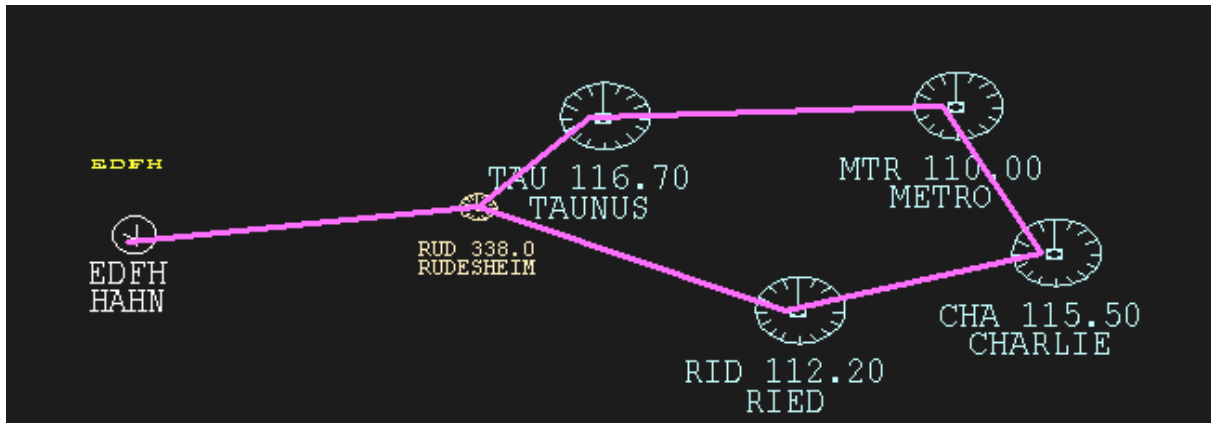 EDFH
EDFH
HAHN
RUD 338.0
RUDESHEIM
TAU 116.70
TAUNUS
MTR 110.00
METRO
RID 112.20
RIED
CHA 115.50
CHARLIE